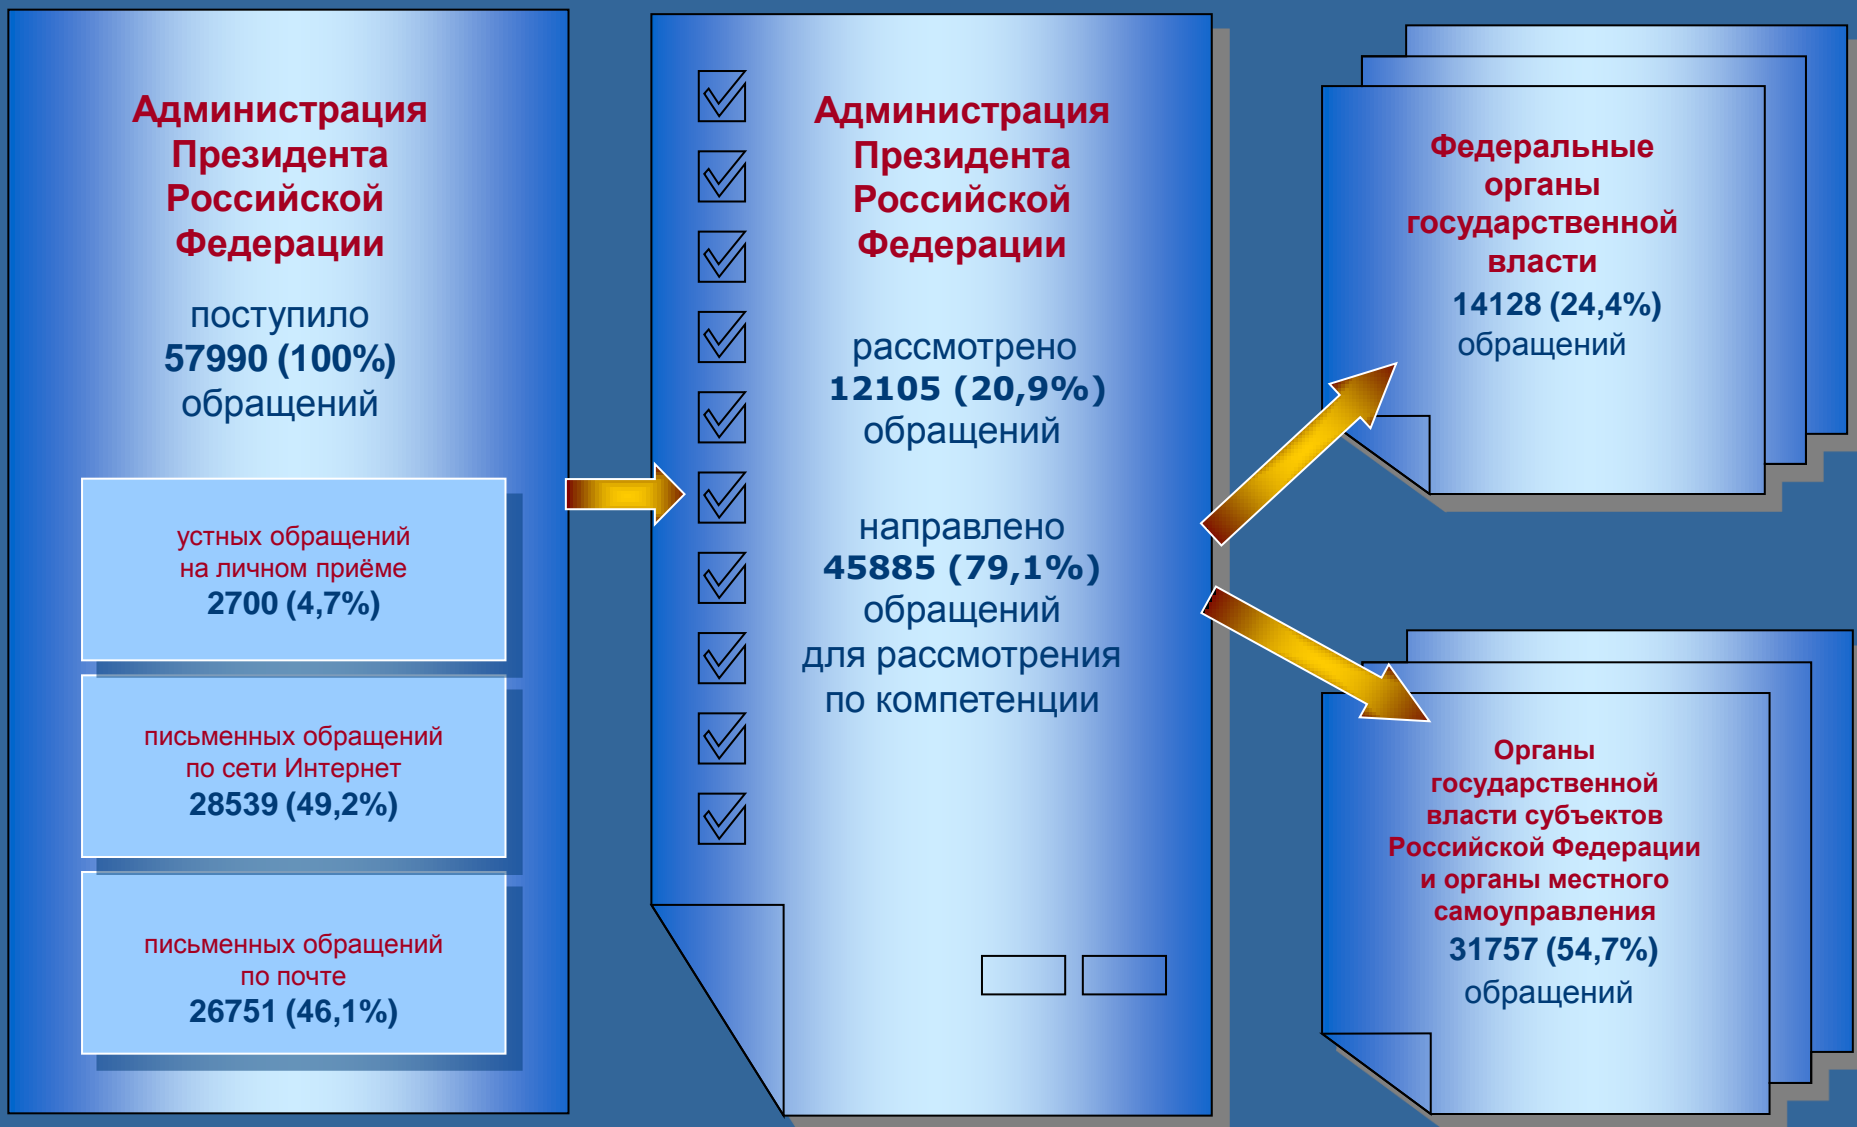 Администрация
Президента
Российской
Федерации
поступило
57990 (100%)
обращений
устных обращений
на личном приёме
2700 (4,7%)
письменных обращений
по сети Интернет
28539 (49,2%)
письменных обращений
по почте
26751 (46,1%)
Администрация
Президента
Российской
Федерации
рассмотрено
12105 (20,9%)
обращений
направлено
45885 (79,1%)
обращений
для рассмотрения
по компетенции
Федеральные
органы
государственной
власти
14128 (24,4%)
обращений
Органы
государственной
власти субъектов
Российской Федерации
и органы местного
самоуправления
31757 (54,7%)
обращений